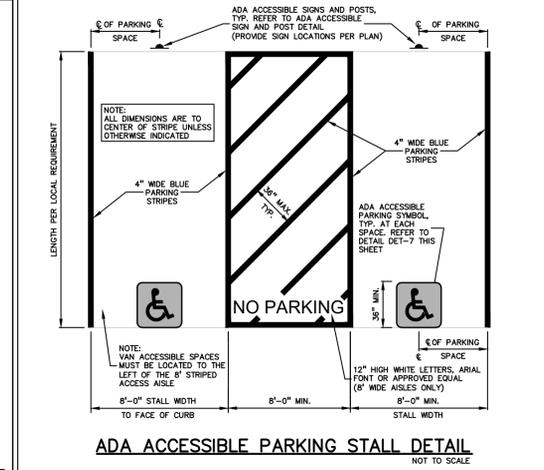 ℄ OF PARKING
SPACE
℄
ADA ACCESSIBLE SIGNS AND POSTS,
TYP. REFER TO ADA ACCESSIBLE
SIGN AND POST DETAIL
(PROVIDE SIGN LOCATIONS PER PLAN)
℄
℄ OF PARKING
SPACE
NOTE:
ALL DIMENSIONS ARE TO
CENTER OF STRIPE UNLESS
OTHERWISE INDICATED
LENGTH PER LOCAL REQUIREMENT
4" WIDE BLUE
PARKING
STRIPES
36" MAX.
TYP.
4" WIDE BLUE
PARKING
STRIPES
ADA ACCESSIBLE
PARKING SYMBOL,
TYP. AT EACH
SPACE. REFER TO
DETAIL DET-7 THIS
SHEET
NO PARKING
36" MIN.
NOTE:
VAN ACCESSIBLE SPACES
MUST BE LOCATED TO THE
LEFT OF THE 8' STRIPED
ACCESS AISLE
℄
℄ OF PARKING
SPACE
12" HIGH WHITE LETTERS, ARIAL
FONT OR APPROVED EQUAL
(8' WIDE AISLES ONLY)
8'-0" STALL WIDTH
TO FACE OF CURB
8'-0" MIN.
8'-0" MIN.
STALL WIDTH
ADA ACCESSIBLE PARKING STALL DETAIL
NOT TO SCALE